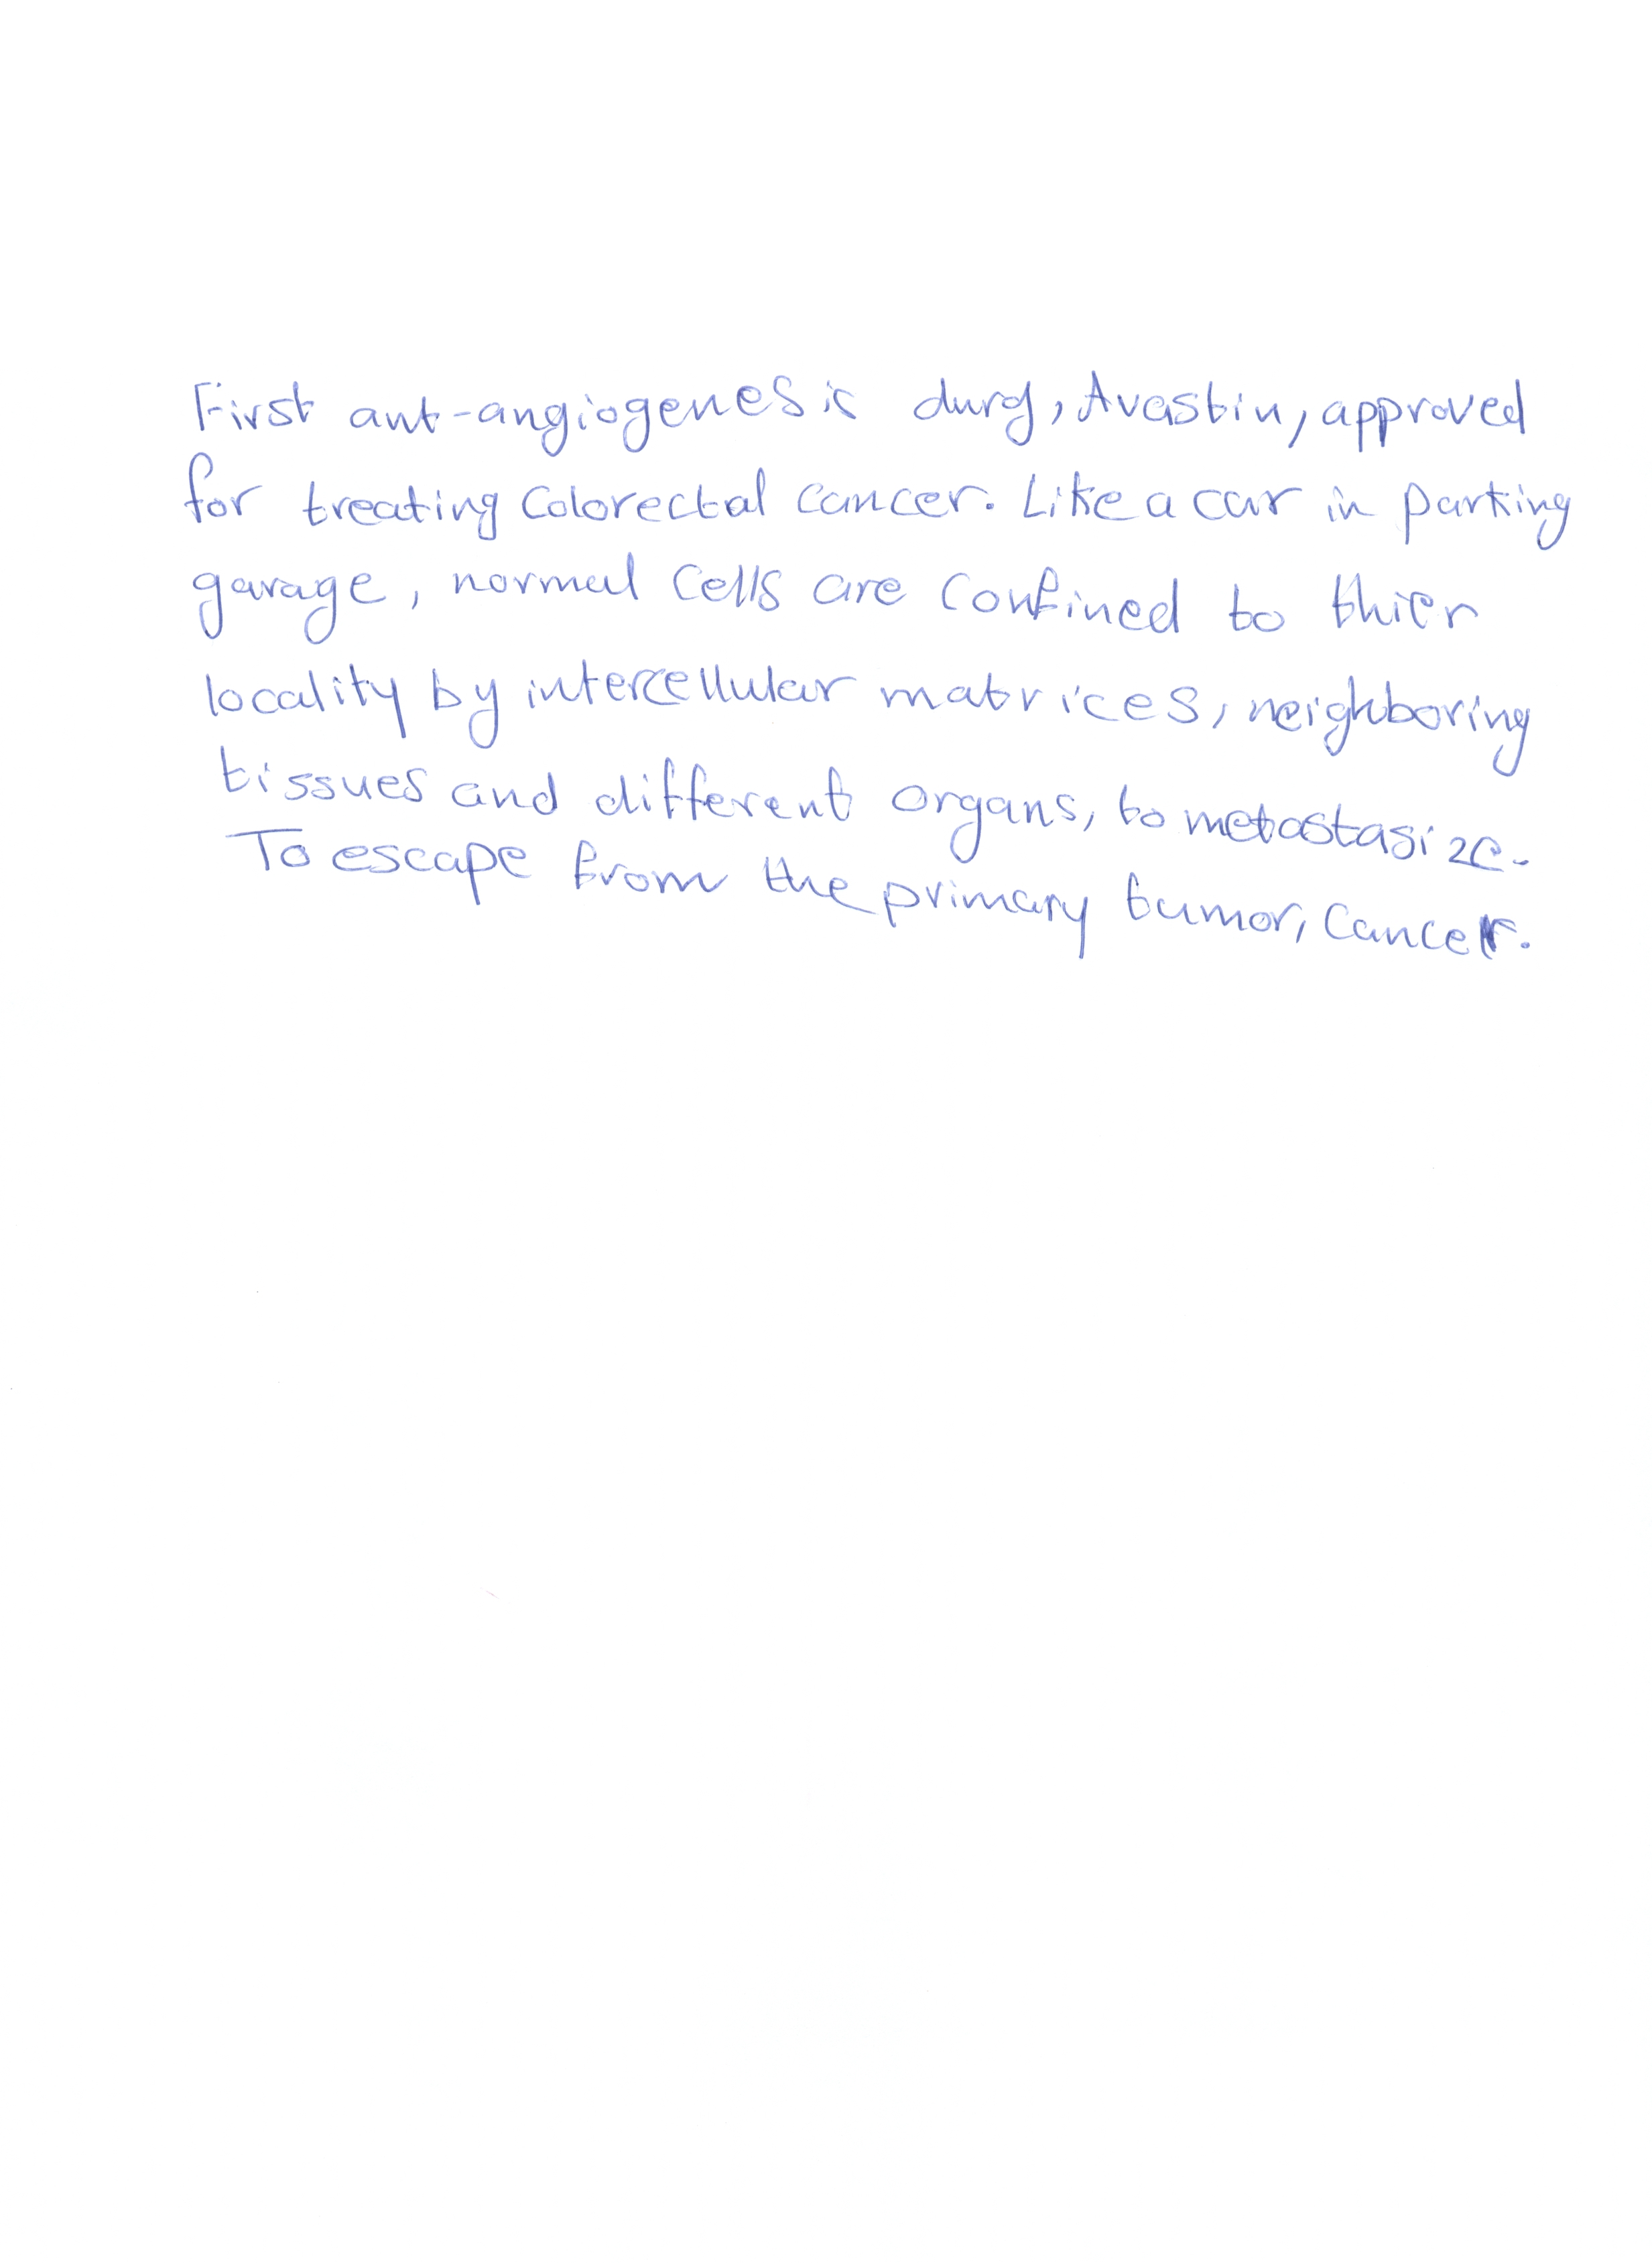 First ant-angiogenesis durg, Avastin, approved
for treating Colorectal cancer. Like a car in parking
garage, normal cells are confined to thier
locality by intercellular matrices, neighboring
tissues and different organs, to metastasize.
To escape from the primary tumor, Cancer.